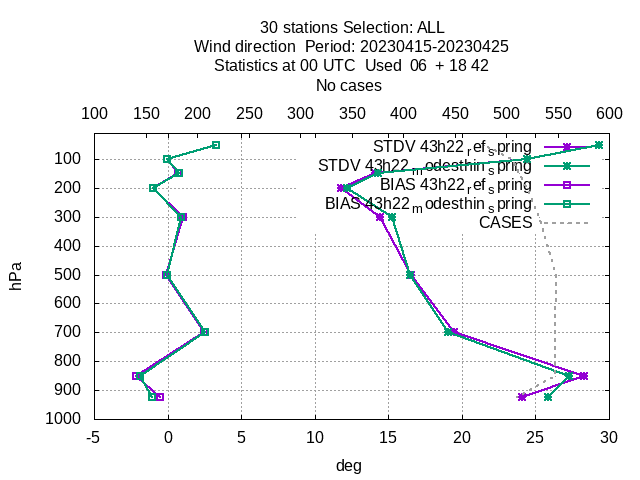 30 stations Selection: ALL
Wind direction  Period: 20230415-20230425
Statistics at 00 UTC  Used  06  + 18 42
No cases
100 150 200 250 300 350 400 450 500 550 600
STDV 43h22_ref_spring
STDV 43h22_modesthin_spring
BIAS 43h22_ref_spring
BIAS 43h22_modesthin_spring
CASES
hPa
100
200
300
400
500
600
700
800
900
1000
-5 0 5 10 15 20 25 30
deg